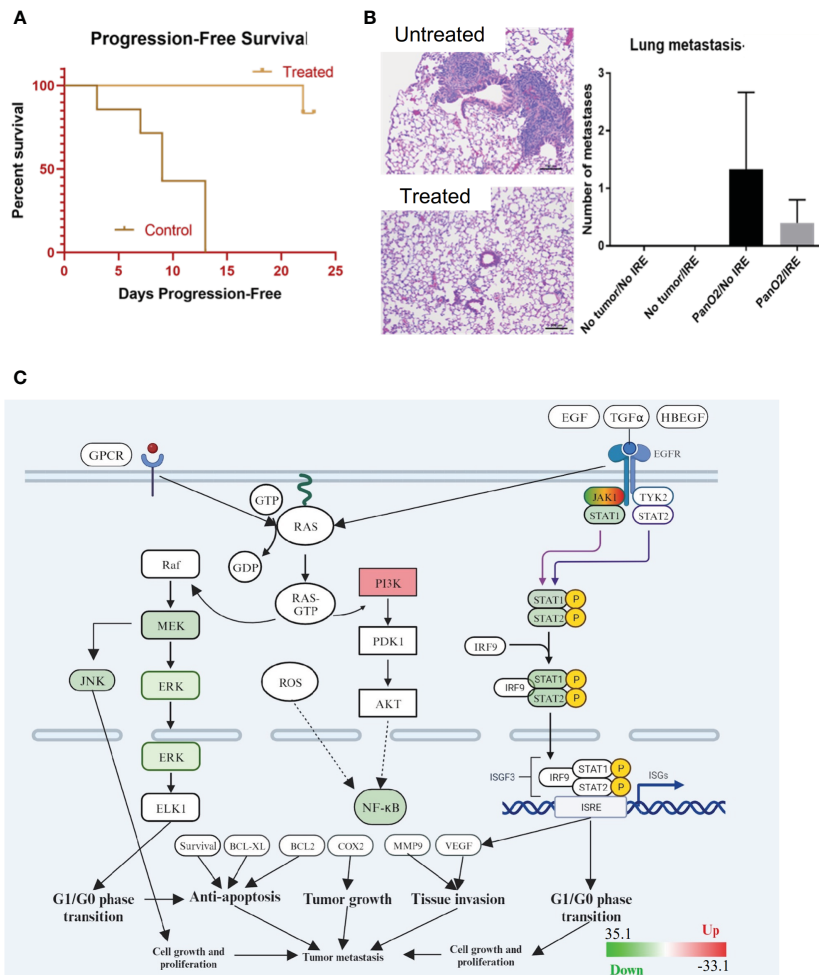 A
Progression-Free Survival
Percent survival
100
50
0
Treated
Control
0 5 10 15 20 25
Days Progression-Free
B
Untreated
Treated
Lung metastasis·
Number of metastases
3
2
1
0
No tumor/No IRE
No tumor/IRE
PanO2/No IRE
PanO2/IRE
C
EGF TGFα HBEGF
GPCR
EGFR
GTP
JAK1 TYK2
RAS
STAT1 STAT2
GDP
Raf
RAS-
GTP
PI3K
STAT1 P
STAT2 P
MEK
PDK1
IRF9
JNK
ERK
ROS
AKT
STAT1 P
IRF9
STAT2 P
ERK
ISGF3
IRF9
STAT1 P
STAT2 P
ISGs
ELK1
NF-κB
ISRE
Survival BCL-XL BCL2 COX2 MMP9 VEGF
G1/G0 phase
transition
Anti-apoptosis
Tumor growth
Tissue invasion
G1/G0 phase
transition
Cell growth and
proliferation
Tumor metastasis
Cell growth and
proliferation
35.1 Up
Down -33.1